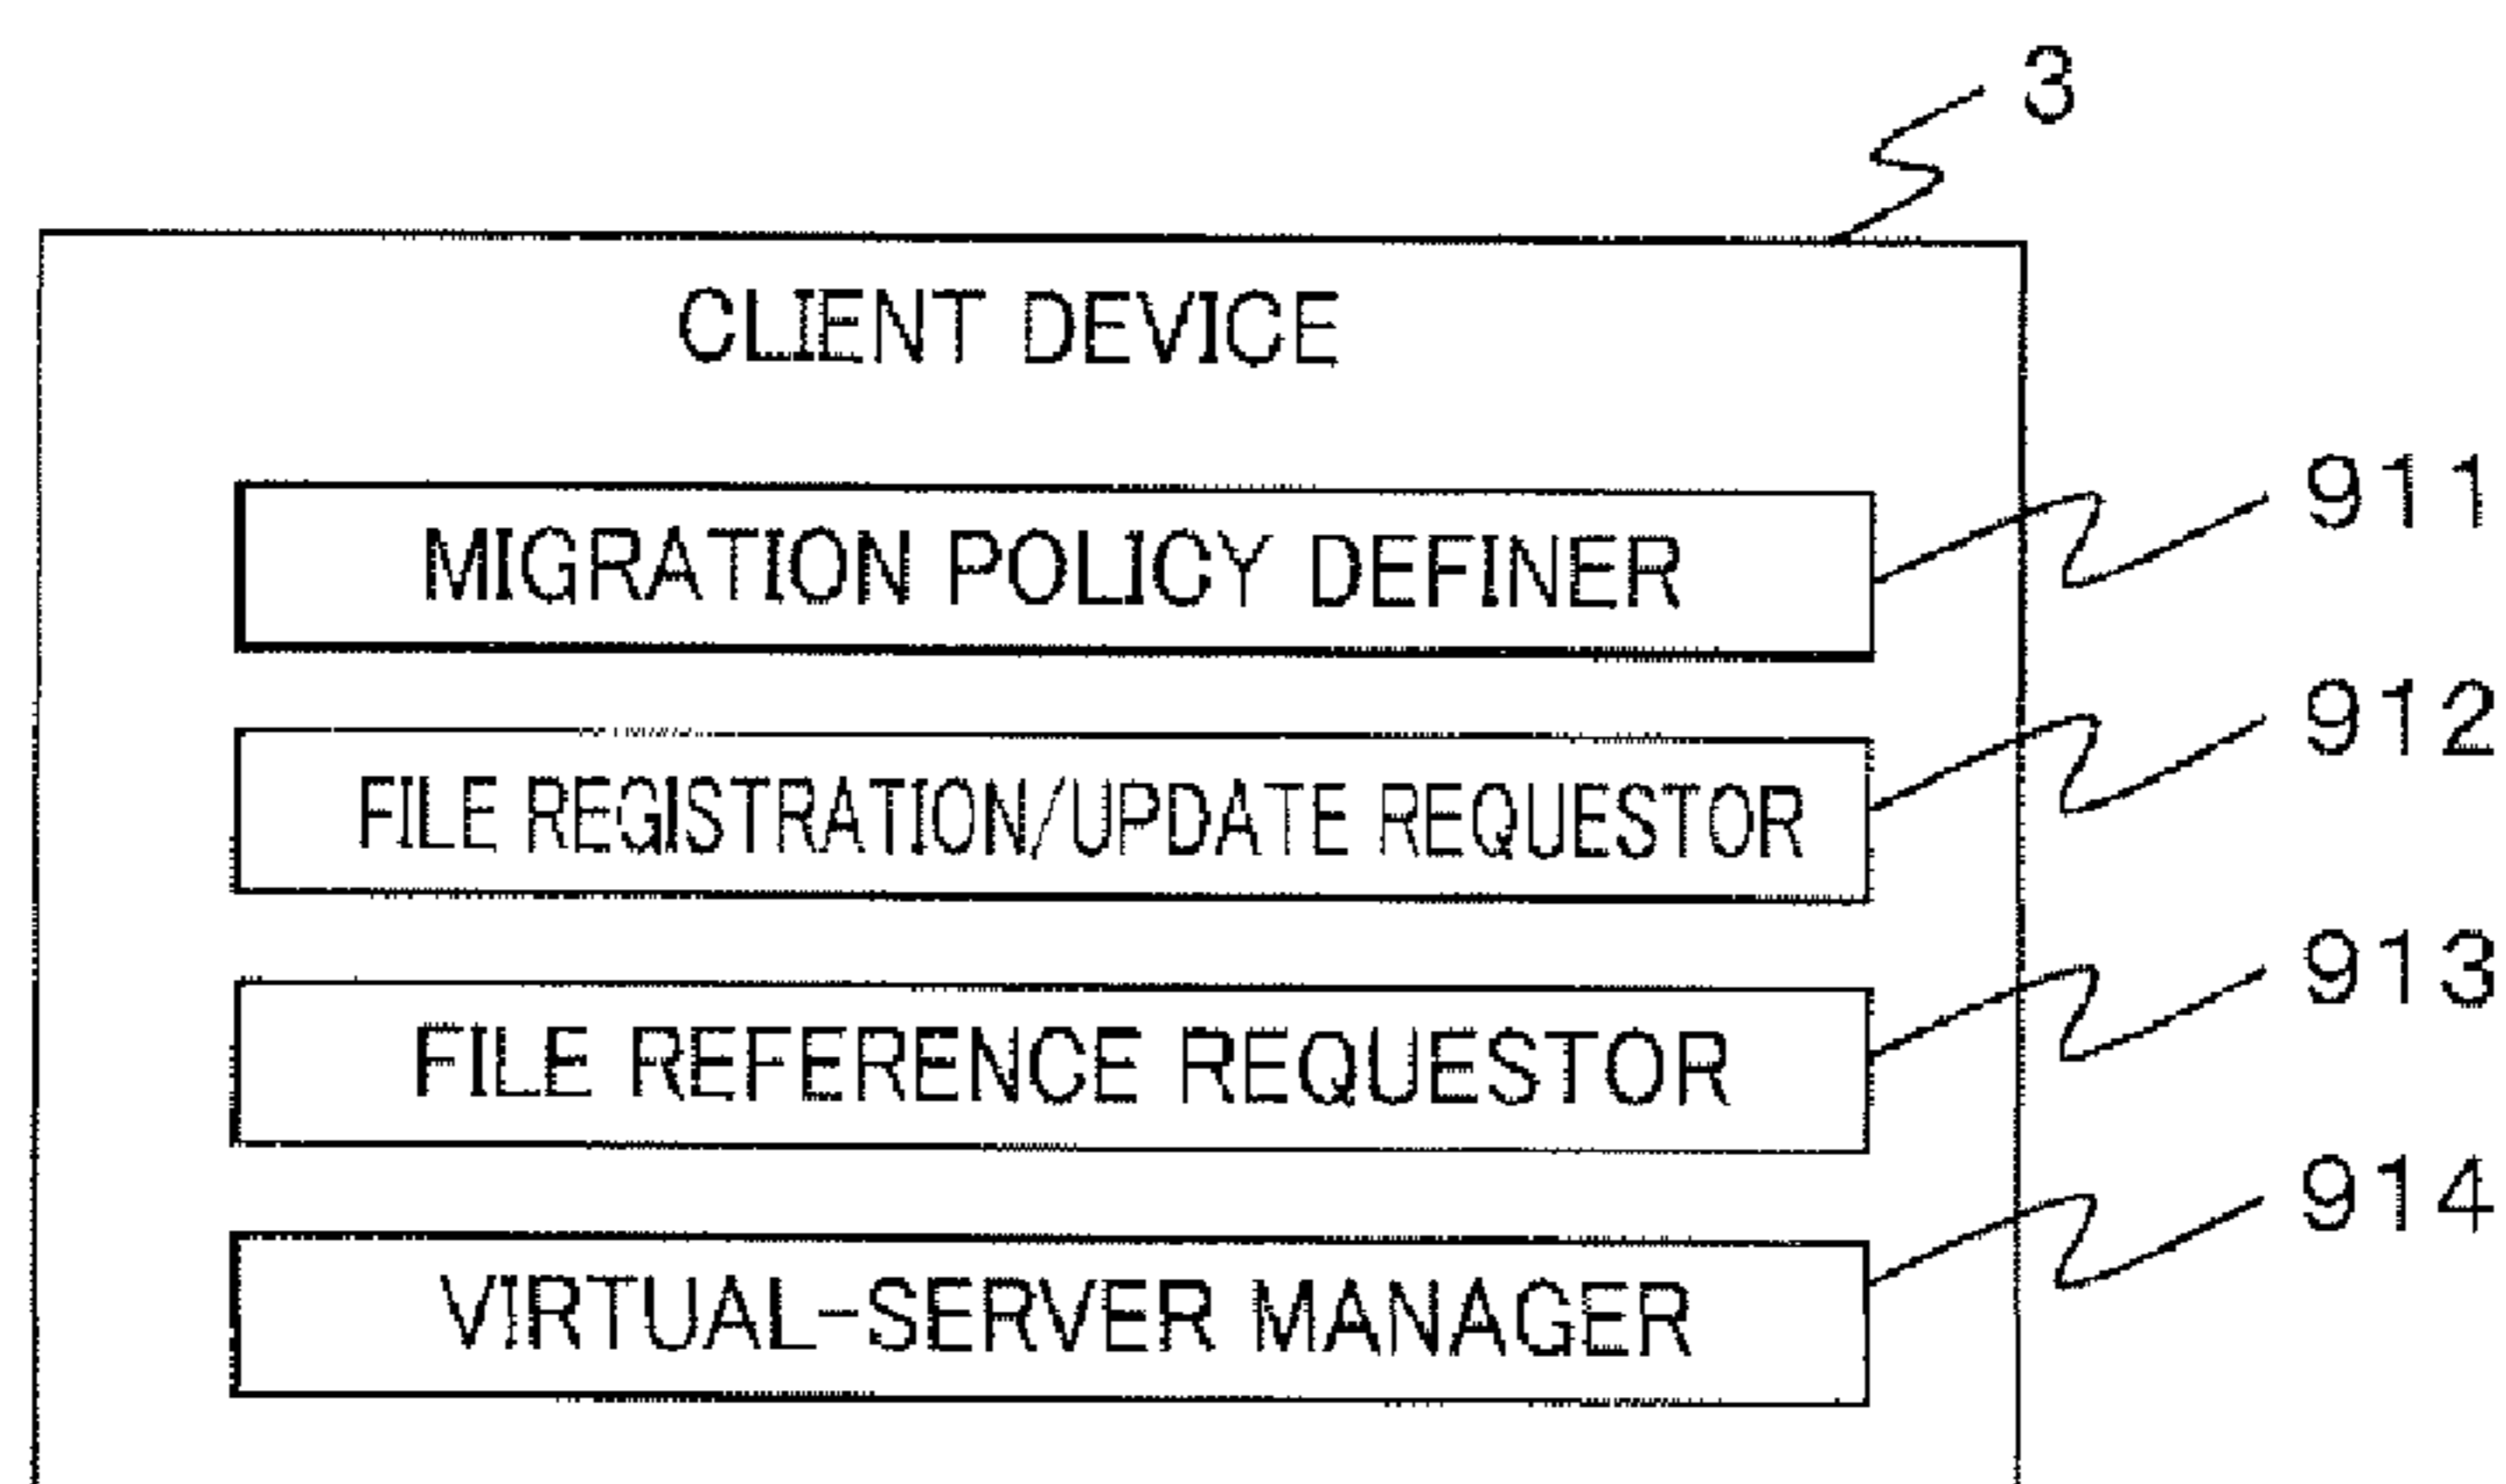 3
CLIENT DEVICE
MIGRATION POLICY DEFINER
911
FILE REGISTRATION/UPDATE REQUESTOR
912
FILE REFERENCE REQUESTOR
913
VIRTUAL-SERVER MANAGER
914